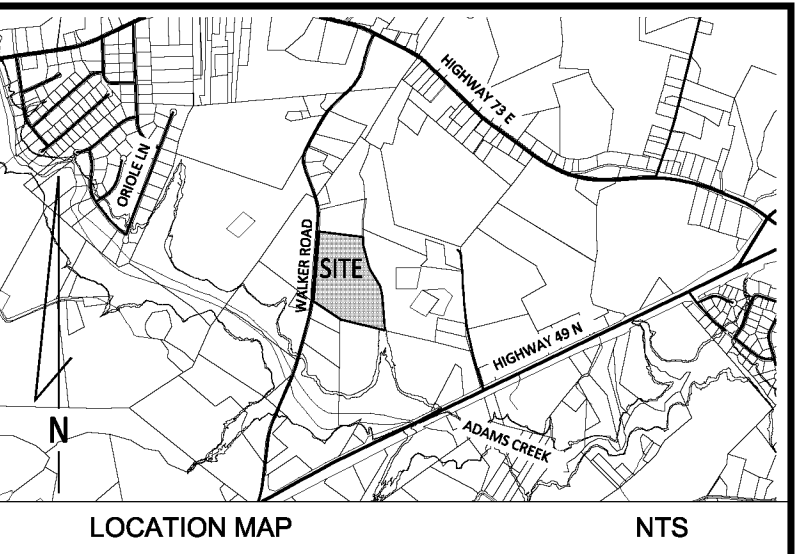 HIGHWAY 73 E
ORIOLE LN
WALKER ROAD
SITE
HIGHWAY 49 N
ADAMS CREEK
N
LOCATION MAP
NTS